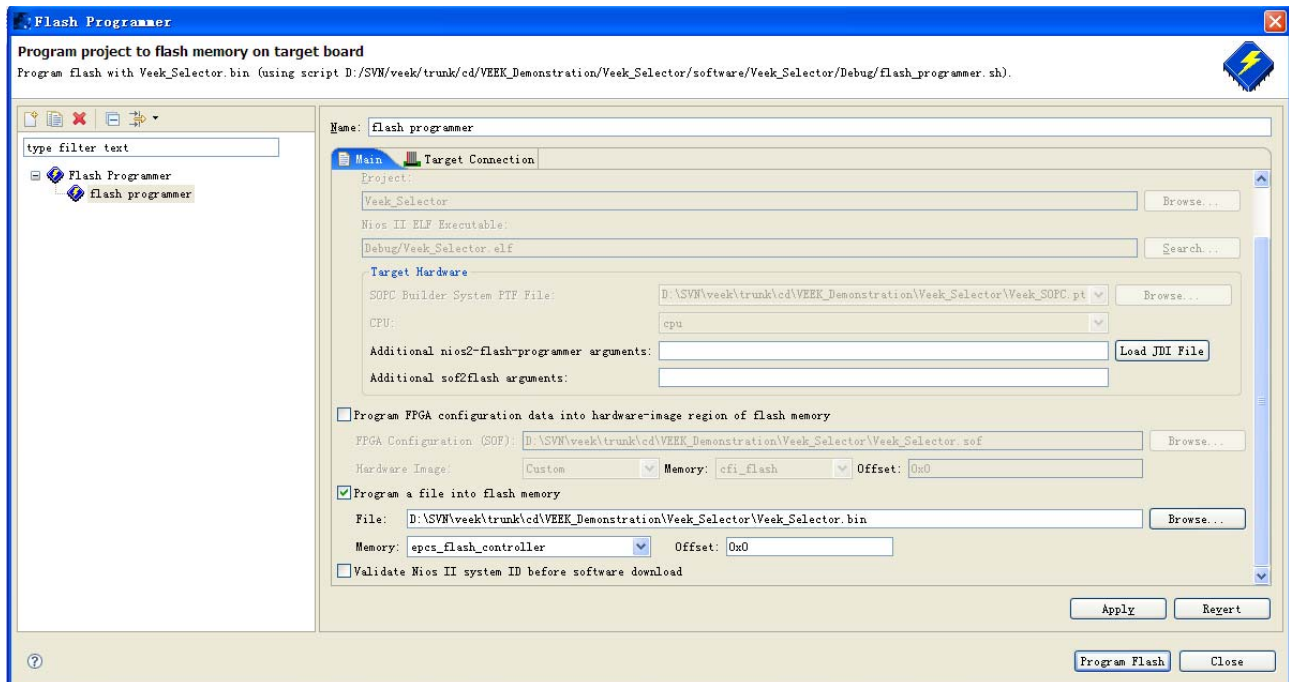 Flash Programmer
Program project to flash memory on target board
Program flash with Veek_Selector.bin (using script D:/SVN/veek/trunk/cd/VEEK_Demonstration/Veek_Selector/software/Veek_Selector/Debug/flash_programmer.sh).
type filter text
Flash Programmer
flash programmer
Name: flash programmer
Main Target Connection
Project:
Veek_Selector Browse...
Nios II ELF Executable:
Debug/Veek_Selector.elf Search...
Target Hardware
SOPC Builder System PTF File: D:\SVN\veek\trunk\cd\VEEK_Demonstration\Veek_Selector\Veek_SOPC.pt Browse...
CPU: cpu
Additional nios2-flash-programmer arguments: Load JDI File
Additional sof2flash arguments:
Program FPGA configuration data into hardware-image region of flash memory
FPGA Configuration (SOF): D:\SVN\veek\trunk\cd\VEEK_Demonstration\Veek_Selector\Veek_Selector.sof Browse...
Hardware Image: Custom Memory: cfi_flash Offset: 0x0
Program a file into flash memory
File: D:\SVN\veek\trunk\cd\VEEK_Demonstration\Veek_Selector\Veek_Selector.bin Browse...
Memory: epcs_flash_controller Offset: 0x0
Validate Nios II system ID before software download
Apply Revert
? Program Flash Close